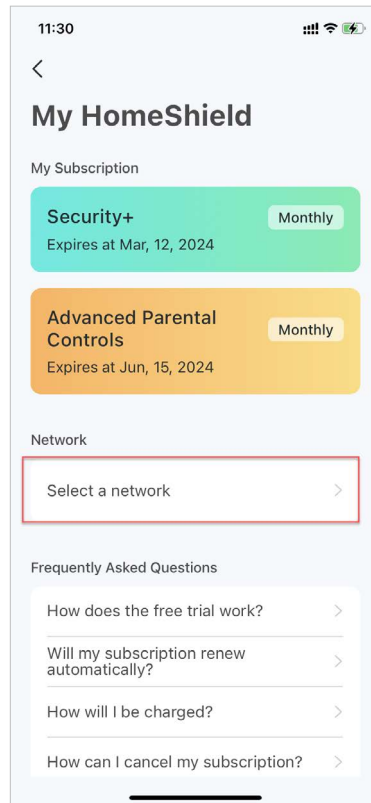 11:30
My HomeShield
My Subscription
Security+
Monthly
Expires at Mar, 12, 2024
Advanced Parental
Controls
Monthly
Expires at Jun, 15, 2024
Network
Select a network
Frequently Asked Questions
How does the free trial work?
Will my subscription renew
automatically?
How will I be charged?
How can I cancel my subscription?